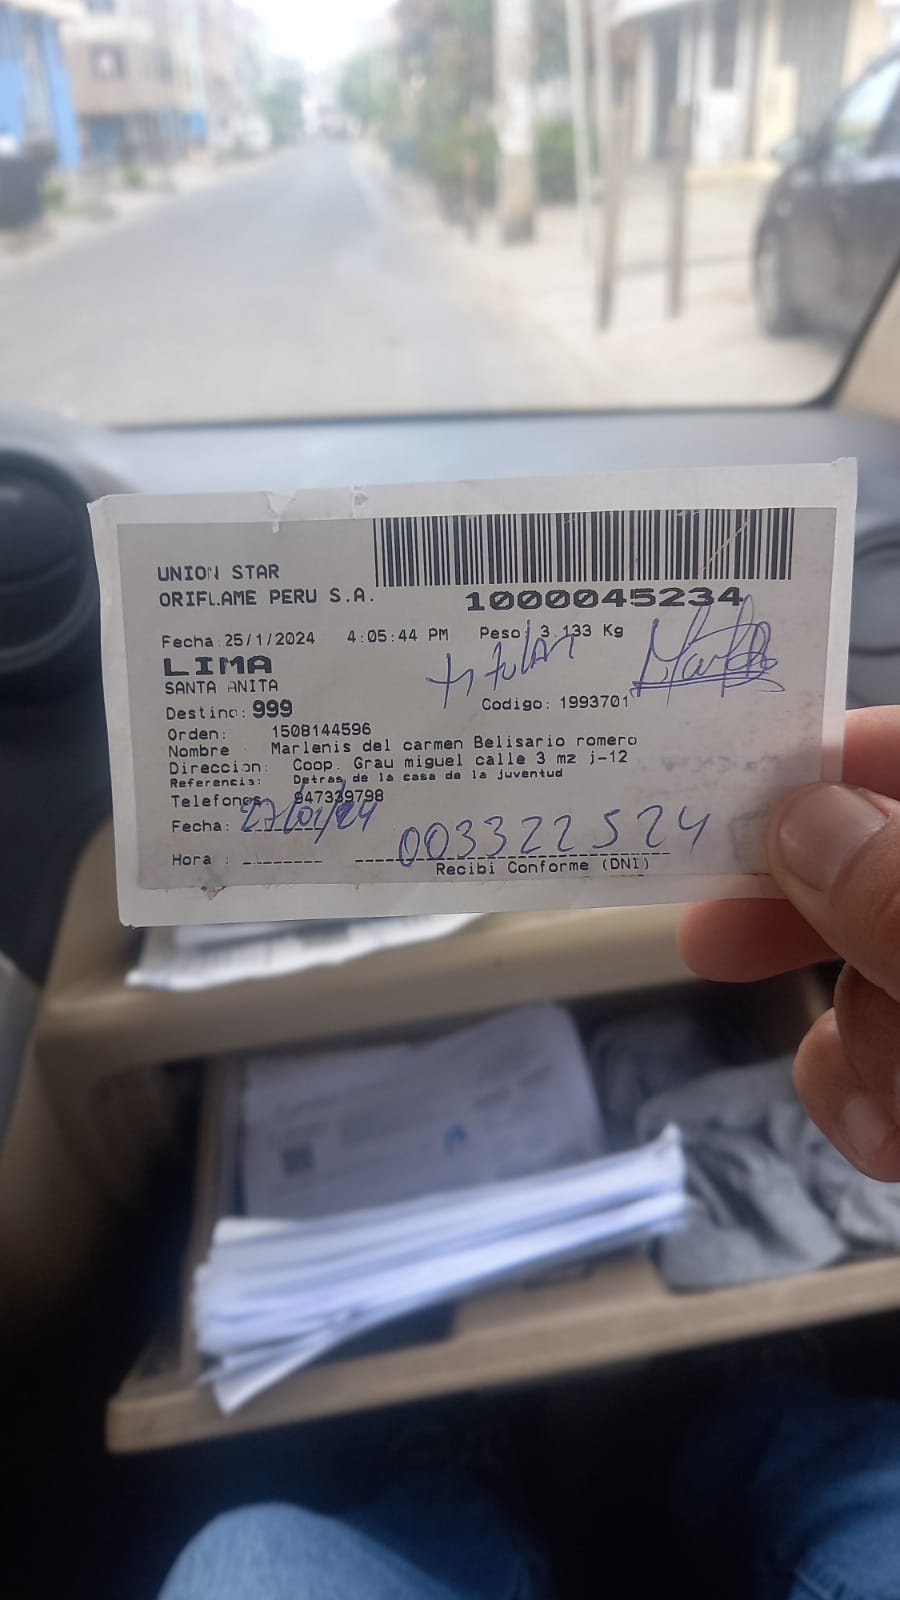 UNION STAR
ORIFLAME PERU S.A.
1000045234
Fecha:25/1/2024 4:05:44 PM Peso: 3.133 Kg
LIMA
titular
SANTA ANITA
Destino: 999 Codigo: 1993701
Orden: 1508144596
Nombre Marlenis del carmen Belisario romero
Direccion: Coop. Grau miguel calle 3 mz j-12
Referencia: Detras de la casa de la juventud
Telefonos: 947339798
Fecha: 27/01/24
003322524
Hora :
Recibi Conforme (DNI)